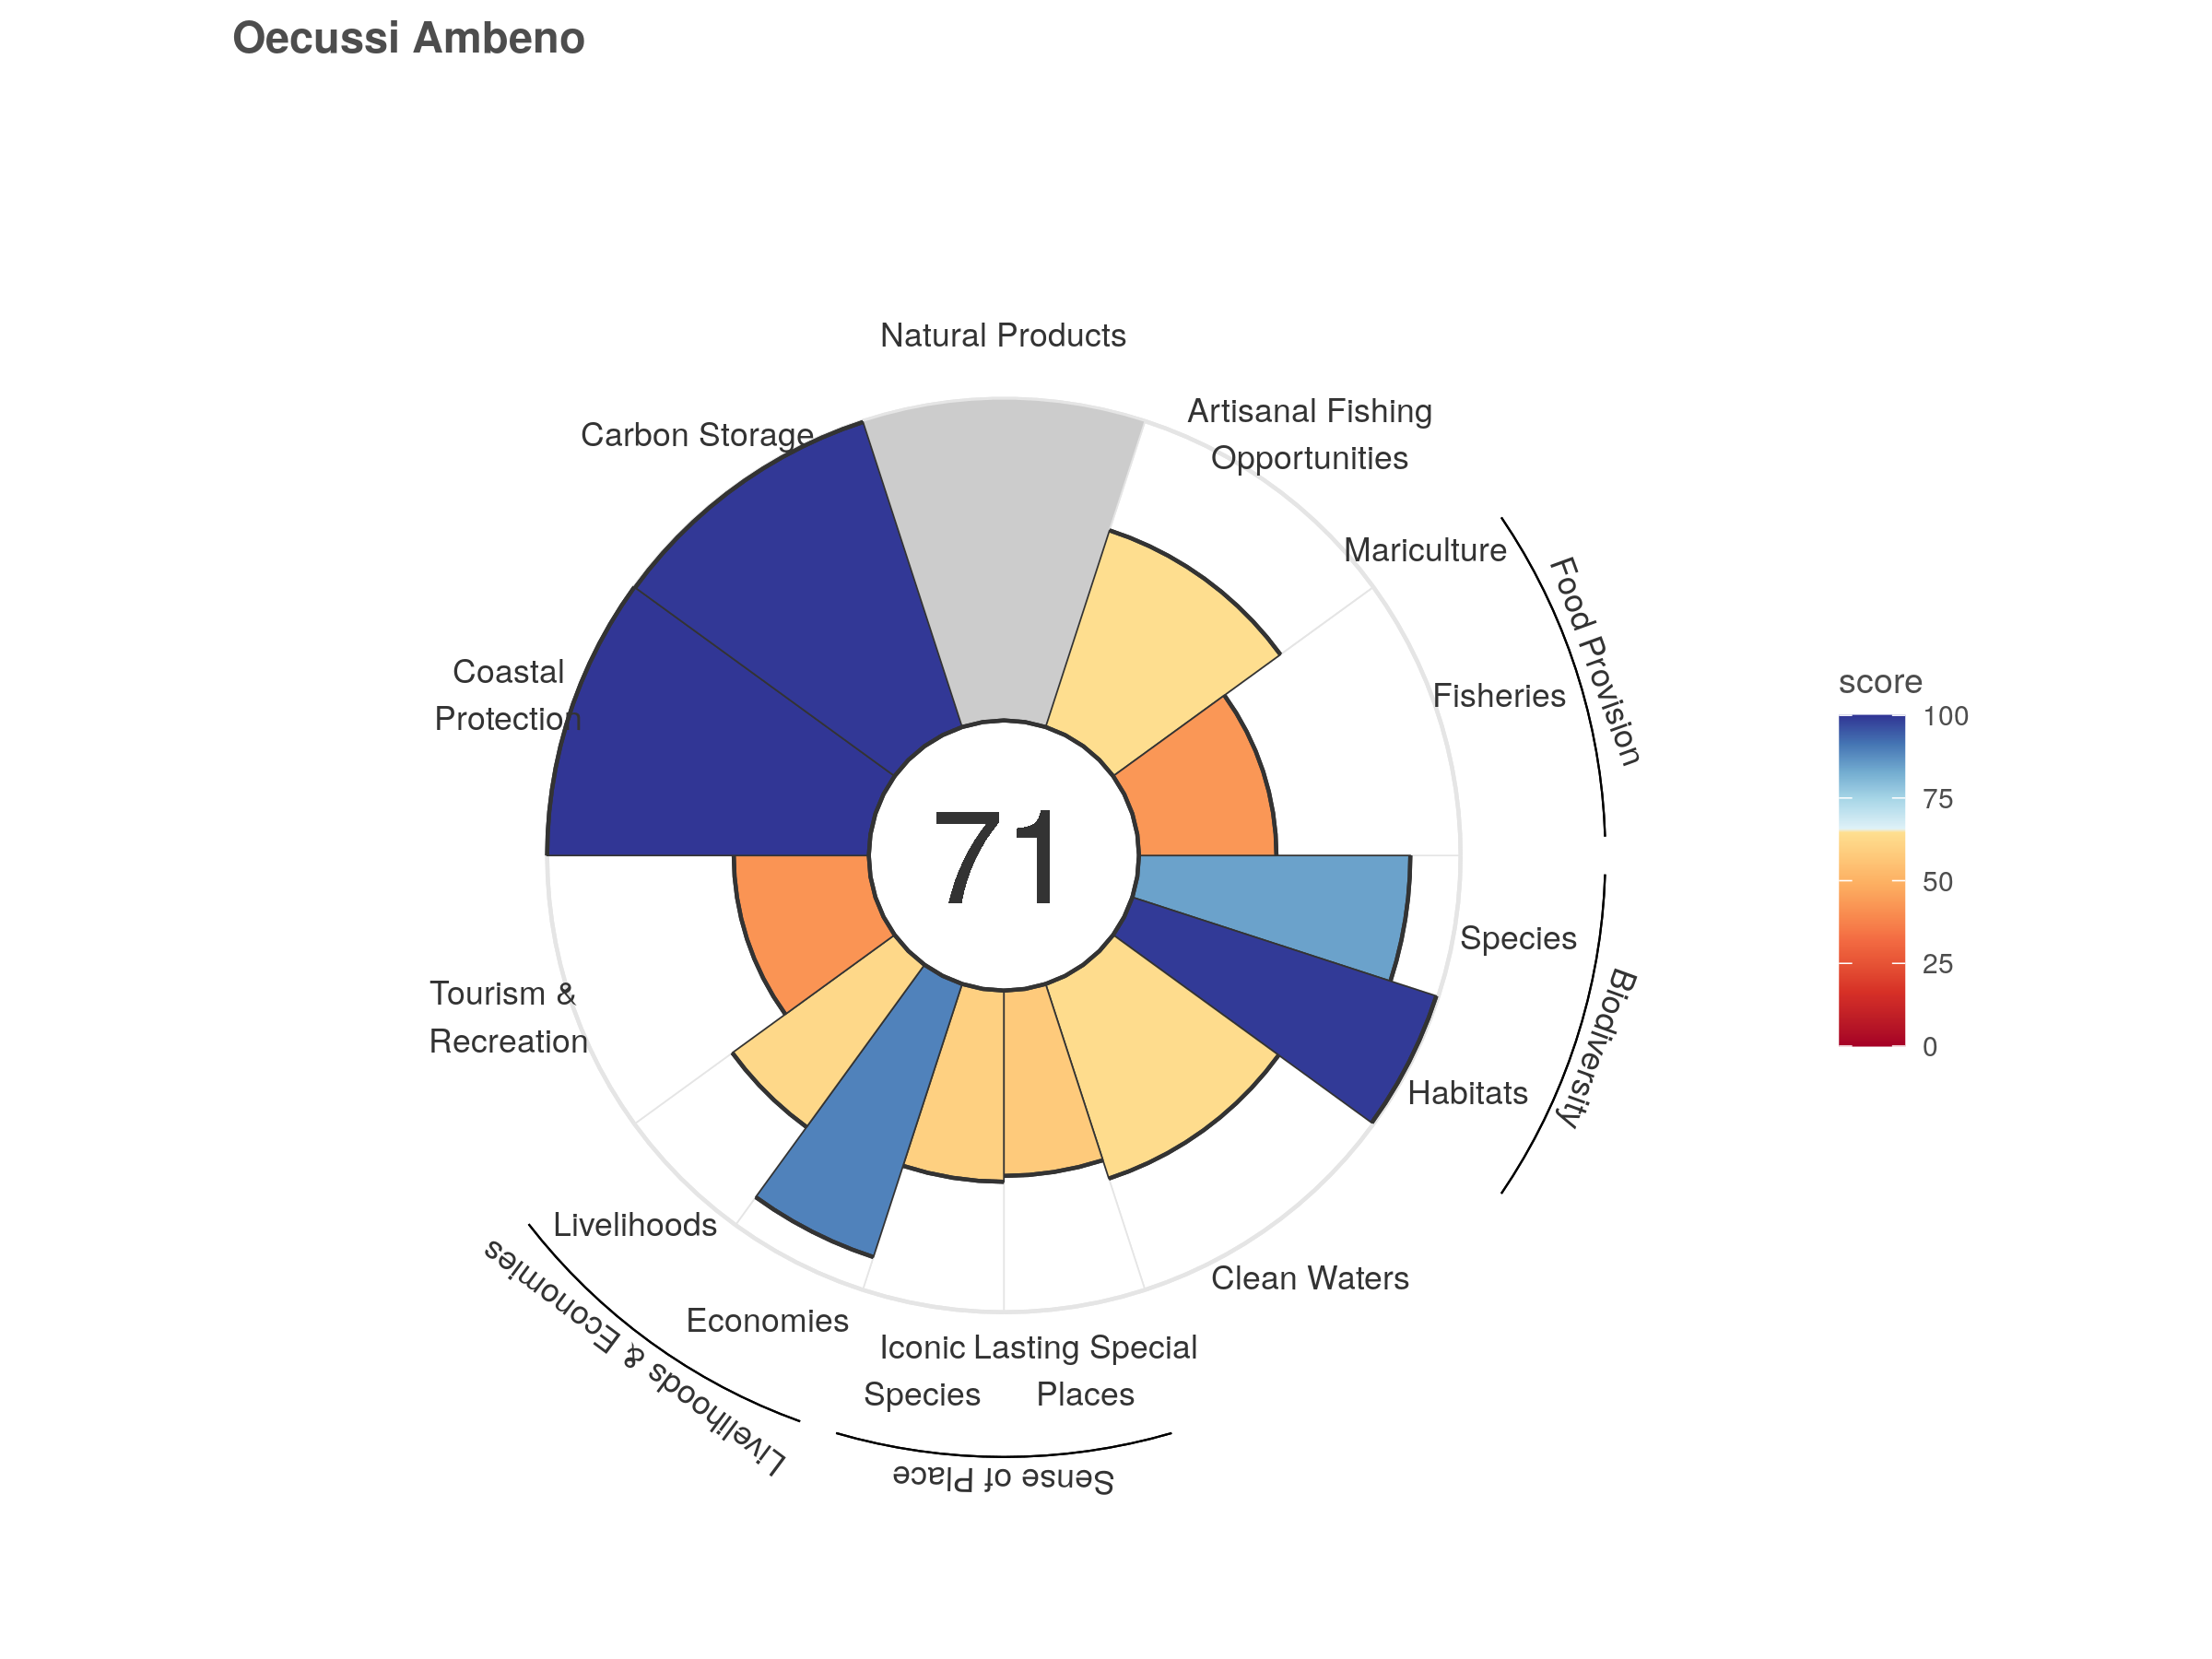 Oecussi Ambeno
Natural Products
Artisanal Fishing
Opportunities
Carbon Storage
Mariculture
Food Provision
Fisheries
Coastal
Protection
71
score
100
75
50
25
0
Species
Biodiversity
Habitats
Tourism &
Recreation
Livelihoods
Livelihoods & Economies
Economies
Clean Waters
Iconic
Species
Lasting Special
Places
Sense of Place